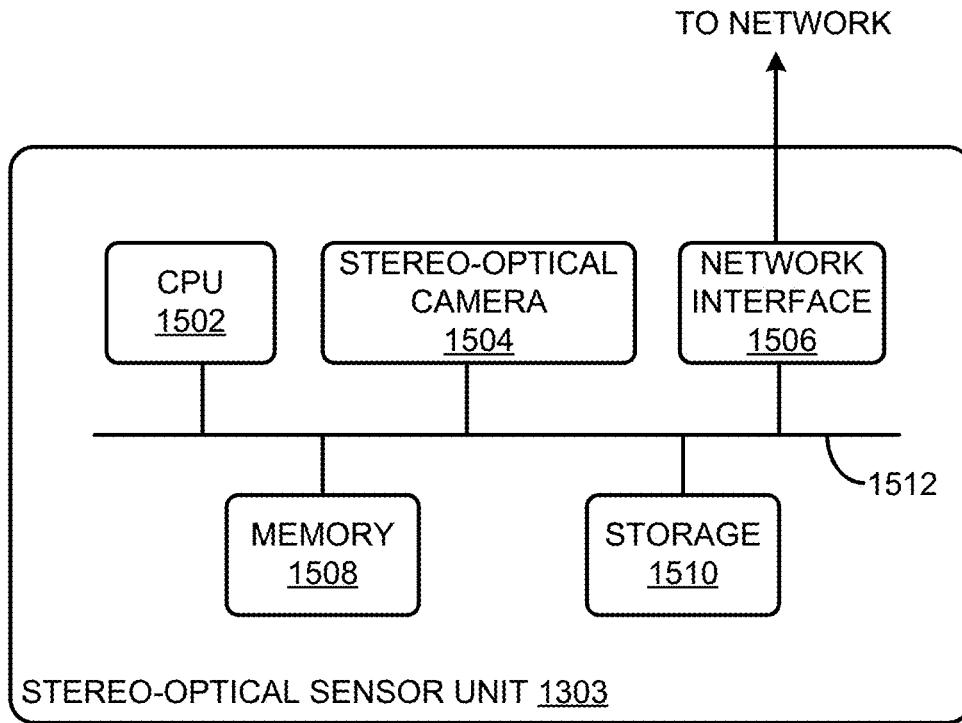 TO NETWORK
CPU
1502
STEREO-OPTICAL
CAMERA
1504
NETWORK
INTERFACE
1506
1512
MEMORY
1508
STORAGE
1510
STEREO-OPTICAL SENSOR UNIT 1303